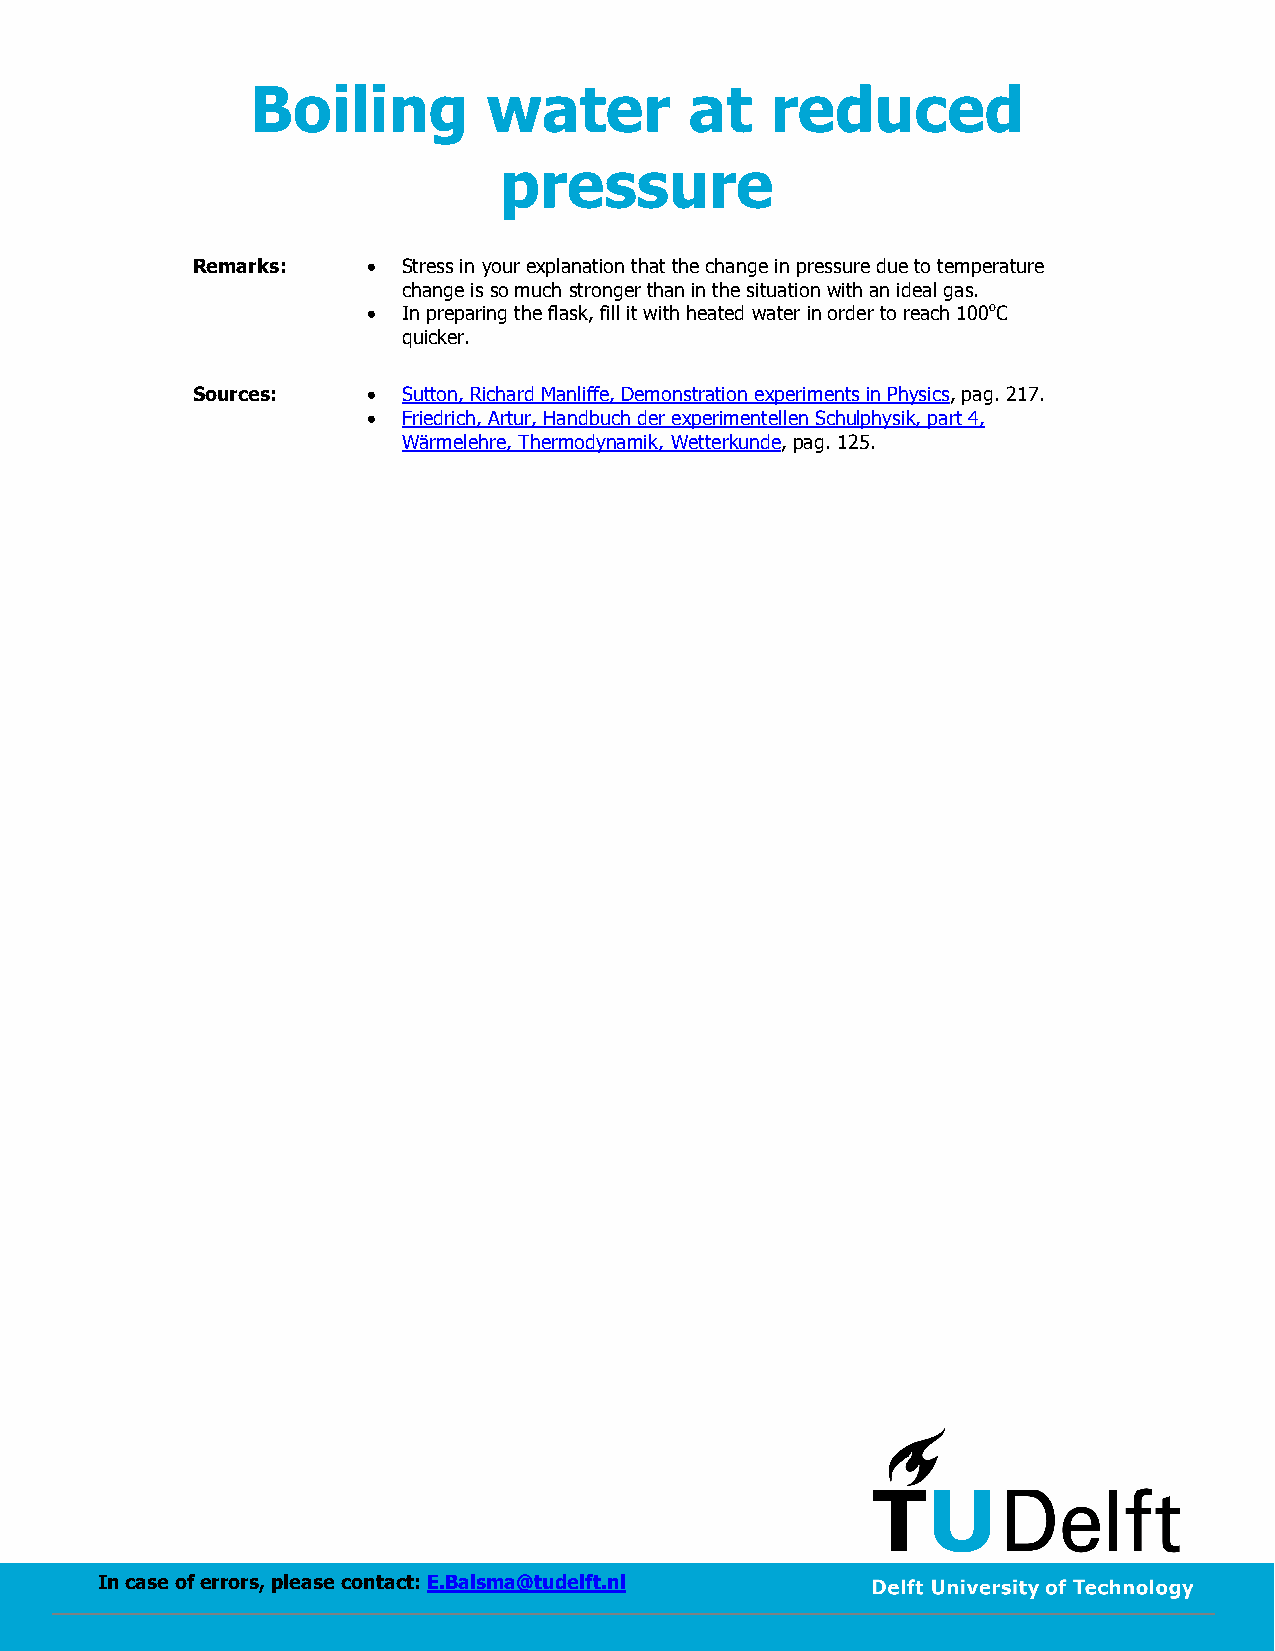 Boiling water at reduced
pressure
Remarks: • Stress in your explanation that the change in pressure due to temperature
change is so much stronger than in the situation with an ideal gas.
• In preparing the flask, fill it with heated water in order to reach 100°C
quicker.
Sources: • Sutton, Richard Manliffe, Demonstration experiments in Physics, pag. 217.
• Friedrich, Artur, Handbuch der experimentellen Schulphysik, part 4,
Wärmelehre, Thermodynamik, Wetterkunde, pag. 125.
TUDelft
In case of errors, please contact: E.Balsma@tudelft.nl
Delft University of Technology